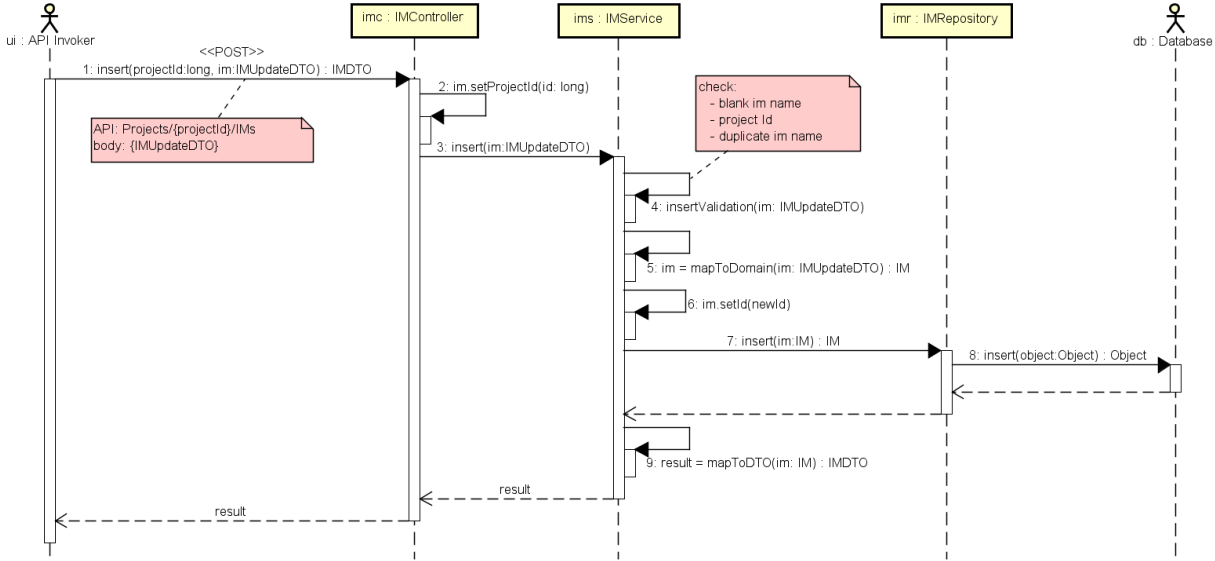 imc : IMController
ims : IMService
imr : IMRepository
ui : API Invoker
db : Database
<<POST>>
1: insert(projectId:long, im:IMUpdateDTO) : IMDTO
2: im.setProjectId(id: long)
check:
- blank im name
- project Id
- duplicate im name
API: Projects/{projectId}/IMs
body: {IMUpdateDTO}
3: insert(im:IMUpdateDTO)
4: insertValidation(im: IMUpdateDTO)
5: im = mapToDomain(im: IMUpdateDTO) : IM
6: im.setId(newId)
7: insert(im:IM) : IM
8: insert(object:Object) : Object
9: result = mapToDTO(im: IM) : IMDTO
result
result